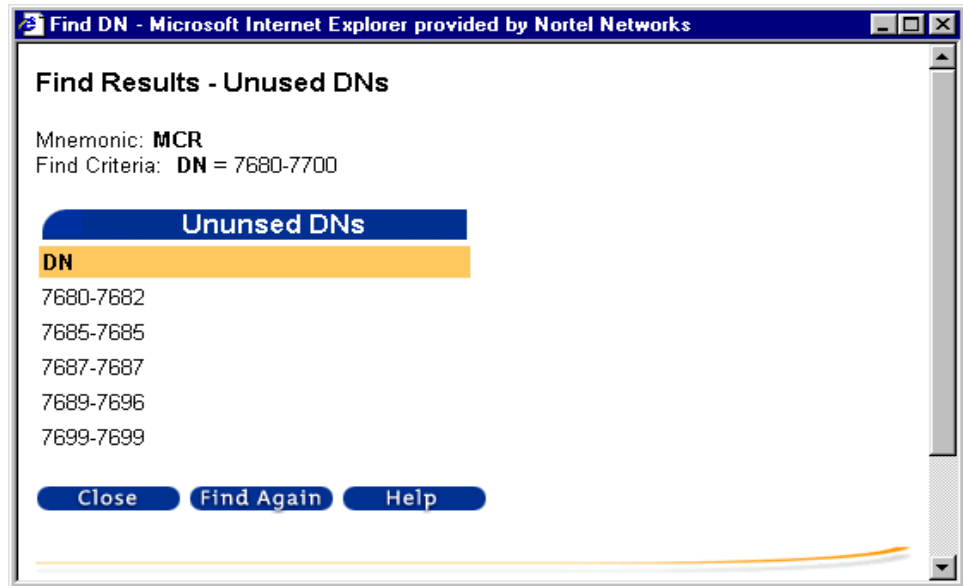 Find DN - Microsoft Internet Explorer provided by Nortel Networks
Find Results - Unused DNs
Mnemonic: MCR
Find Criteria: DN = 7680-7700
Ununsed DNs
DN
7680-7682
7685-7685
7687-7687
7689-7696
7699-7699
Close Find Again Help